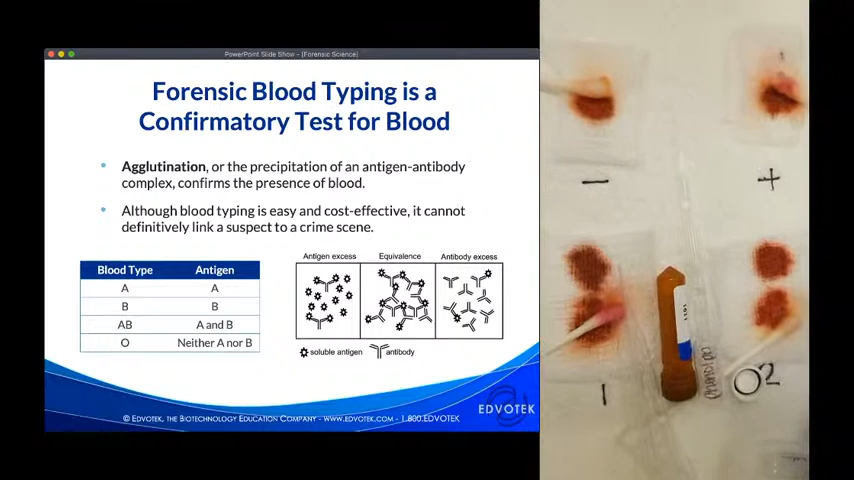 PowerPoint Slide Show - [Forensic Science]
Forensic Blood Typing is a
Confirmatory Test for Blood
Agglutination, or the precipitation of an antigen-antibody
complex, confirms the presence of blood.
Although blood typing is easy and cost-effective, it cannot
definitively link a suspect to a crime scene.
Blood Type Antigen
A A
B B
AB A and B
O Neither A nor B
Antigen excess Equivalence Antibody excess
soluble antigen antibody
© EDVOTEK, THE BIOTECHNOLOGY EDUCATION COMPANY - WWW.EDVOTEK.COM - 1.800.EDVOTEK
EDVOTEK
- +
1 2